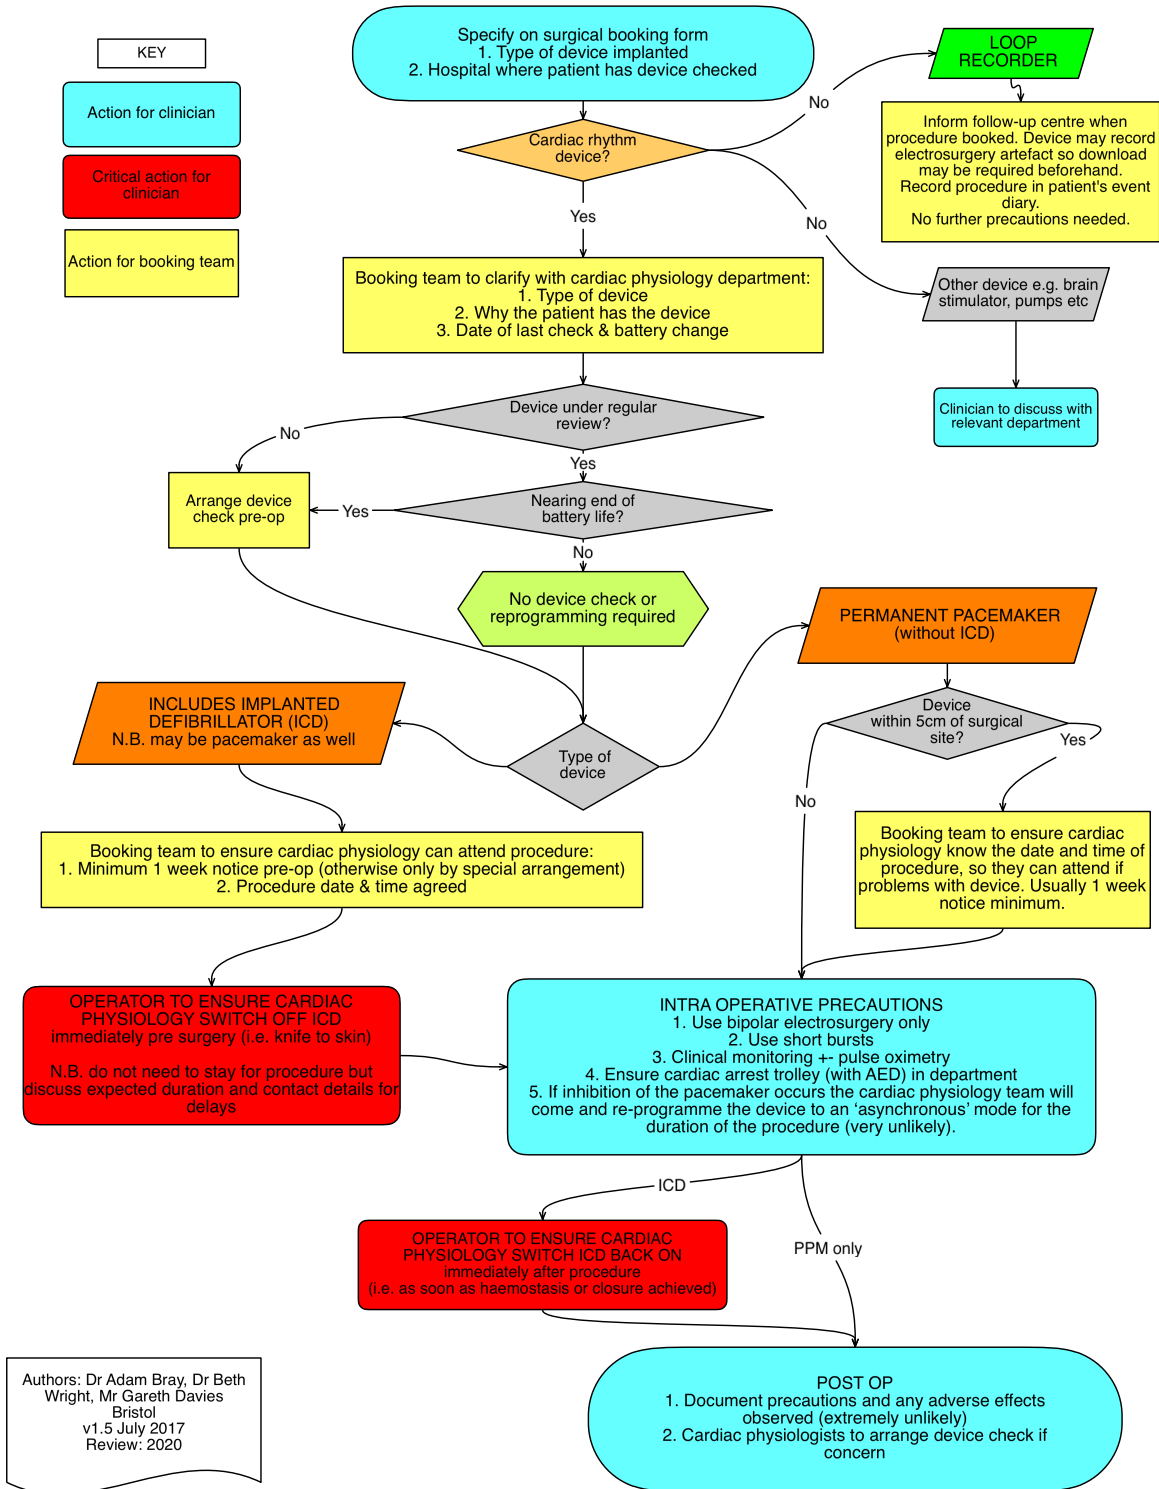 KEY
Action for clinician
Critical action for
clinician
Action for booking team
Specify on surgical booking form
1. Type of device implanted
2. Hospital where patient has device checked
Cardiac rhythm
device?
No
LOOP
RECORDER
Inform follow-up centre when
procedure booked. Device may record
electrosurgery artefact so download
may be required beforehand.
Record procedure in patient's event
diary.
No further precautions needed.
No
Other device e.g. brain
stimulator, pumps etc
Clinician to discuss with
relevant department
Yes
Booking team to clarify with cardiac physiology department:
1. Type of device
2. Why the patient has the device
3. Date of last check & battery change
Device under regular
review?
No
Yes
Arrange device
check pre-op
Yes
Nearing end of
battery life?
No
No device check or
reprogramming required
Type of
device
PERMANENT PACEMAKER
(without ICD)
Device
within 5cm of surgical
site?
Yes
No
Booking team to ensure cardiac
physiology know the date and time of
procedure, so they can attend if
problems with device. Usually 1 week
notice minimum.
INCLUDES IMPLANTED
DEFIBRILLATOR (ICD)
N.B. may be pacemaker as well
Booking team to ensure cardiac physiology can attend procedure:
1. Minimum 1 week notice pre-op (otherwise only by special arrangement)
2. Procedure date & time agreed
OPERATOR TO ENSURE CARDIAC
PHYSIOLOGY SWITCH OFF ICD
immediately pre surgery (i.e. knife to skin)
N.B. do not need to stay for procedure but
discuss expected duration and contact details for
delays
INTRA OPERATIVE PRECAUTIONS
1. Use bipolar electrosurgery only
2. Use short bursts
3. Clinical monitoring +- pulse oximetry
4. Ensure cardiac arrest trolley (with AED) in department
5. If inhibition of the pacemaker occurs the cardiac physiology team will
come and re-programme the device to an ‘asynchronous’ mode for the
duration of the procedure (very unlikely).
ICD
PPM only
OPERATOR TO ENSURE CARDIAC
PHYSIOLOGY SWITCH ICD BACK ON
immediately after procedure
(i.e. as soon as haemostasis or closure achieved)
POST OP
1. Document precautions and any adverse effects
observed (extremely unlikely)
2. Cardiac physiologists to arrange device check if
concern
Authors: Dr Adam Bray, Dr Beth
Wright, Mr Gareth Davies
Bristol
v1.5 July 2017
Review: 2020